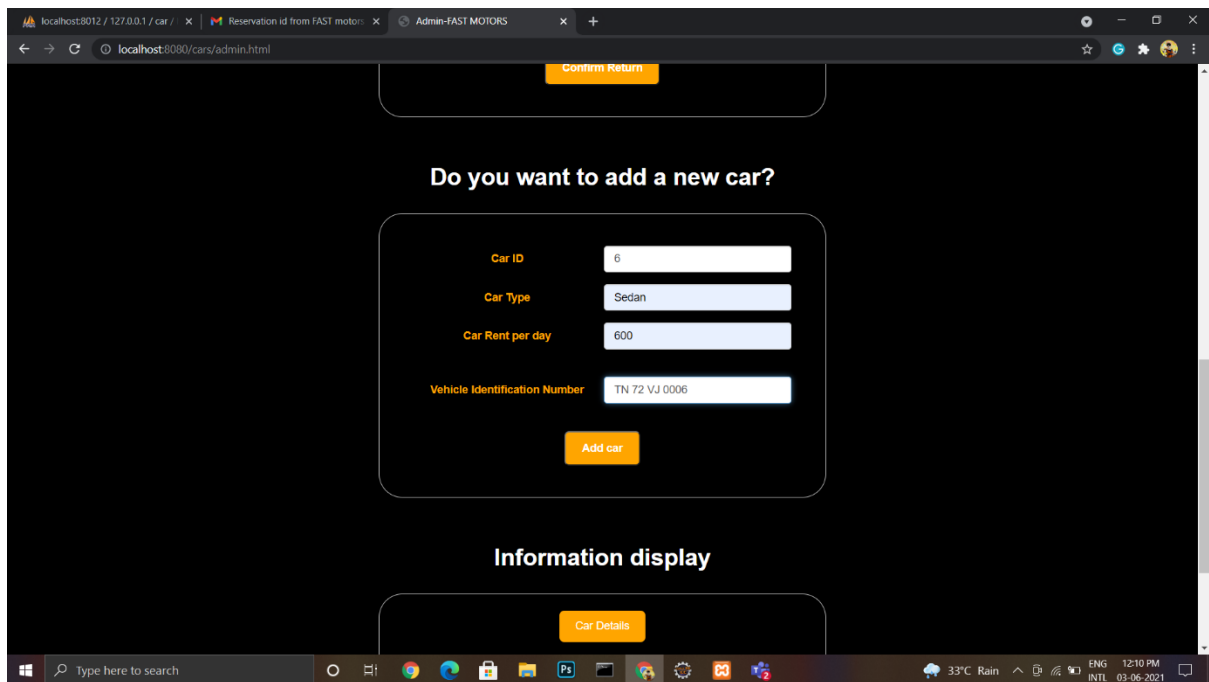 localhost:8012 / 127.0.0.1 / car /
Reservation id from FAST motors
Admin-FAST MOTORS
localhost:8080/cars/admin.html
Confirm Return
Do you want to add a new car?
Car ID 6
Car Type Sedan
Car Rent per day 600
Vehicle Identification Number TN 72 VJ 0006
Add car
Information display
Car Details
Type here to search
Ps
33°C Rain
ENG
INTL
12:10 PM
03-06-2021